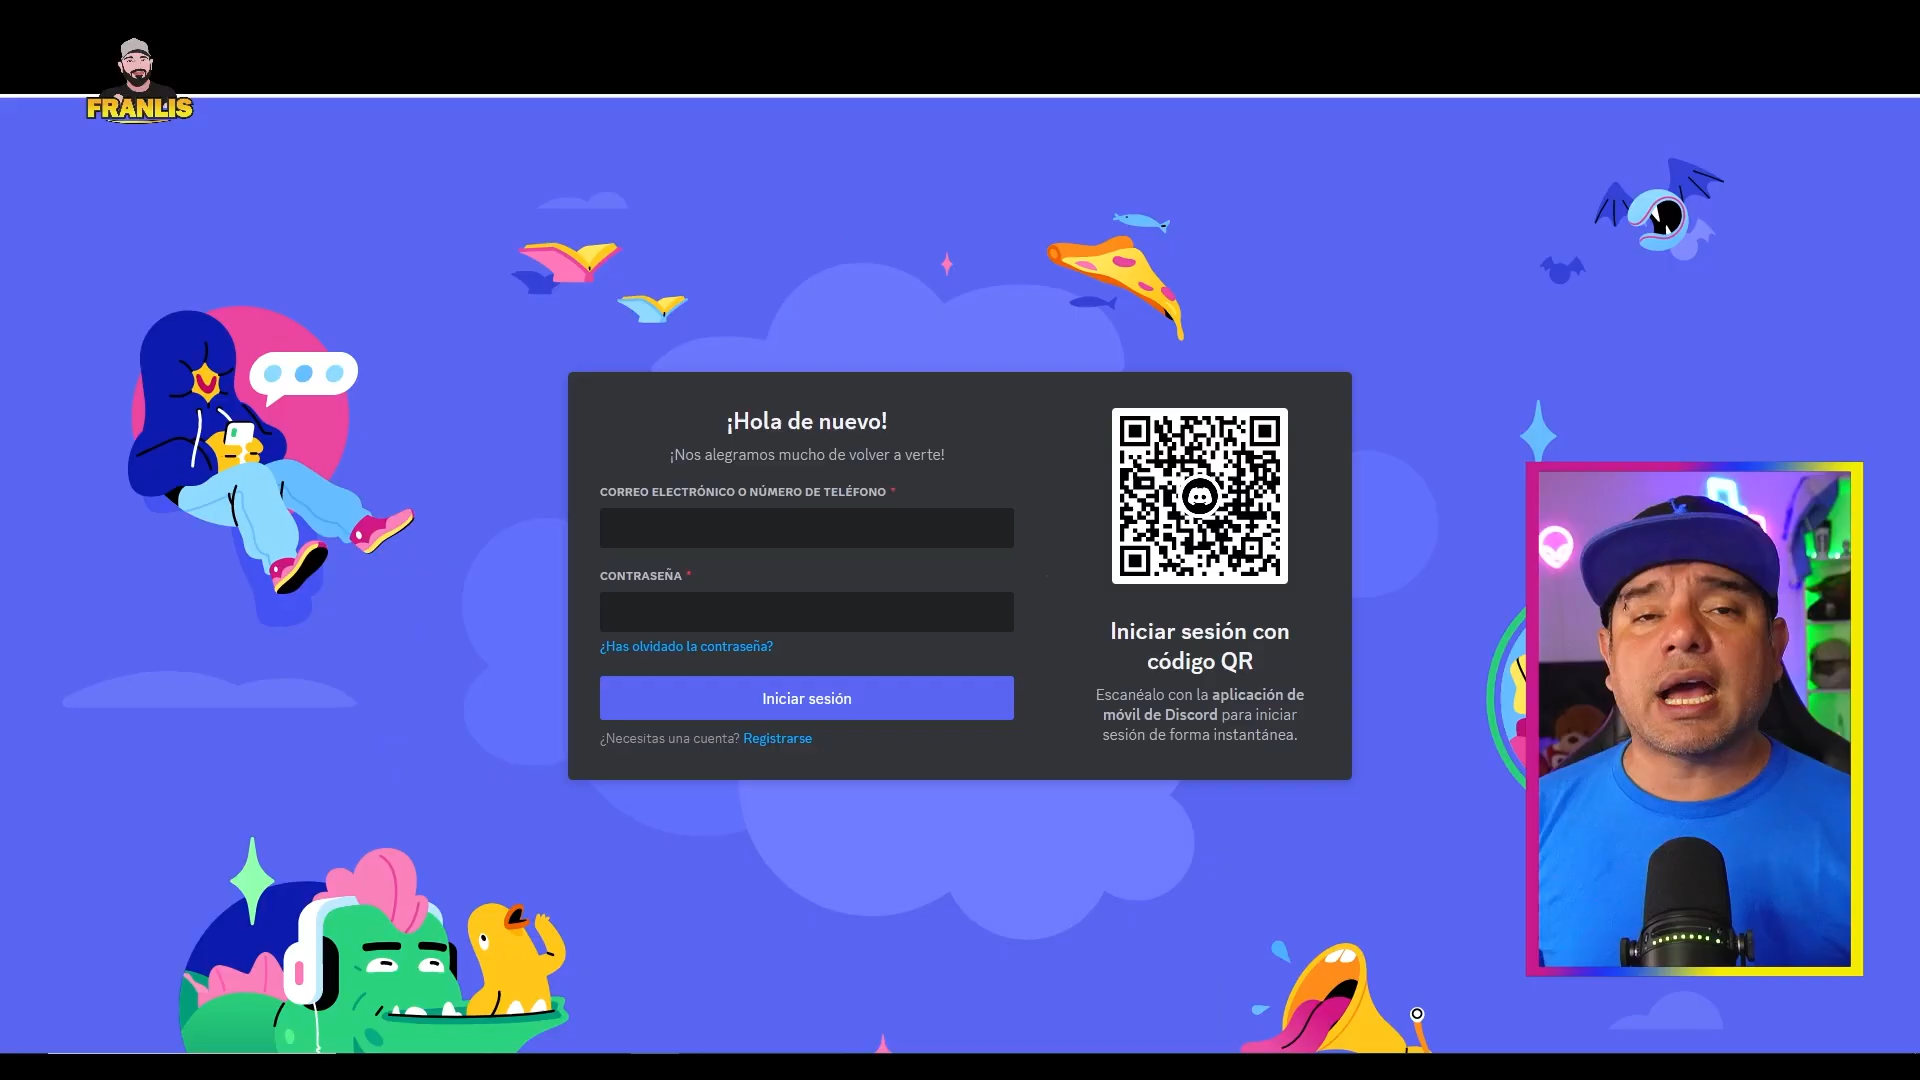 FRANLIS
¡Hola de nuevo!
¡Nos alegramos mucho de volver a verte!
CORREO ELECTRÓNICO O NÚMERO DE TELÉFONO *
CONTRASEÑA *
¿Has olvidado la contraseña?
Iniciar sesión
¿Necesitas una cuenta? Registrarse
Iniciar sesión con
código QR
Escanéalo con la aplicación de
móvil de Discord para iniciar
sesión de forma instantánea.